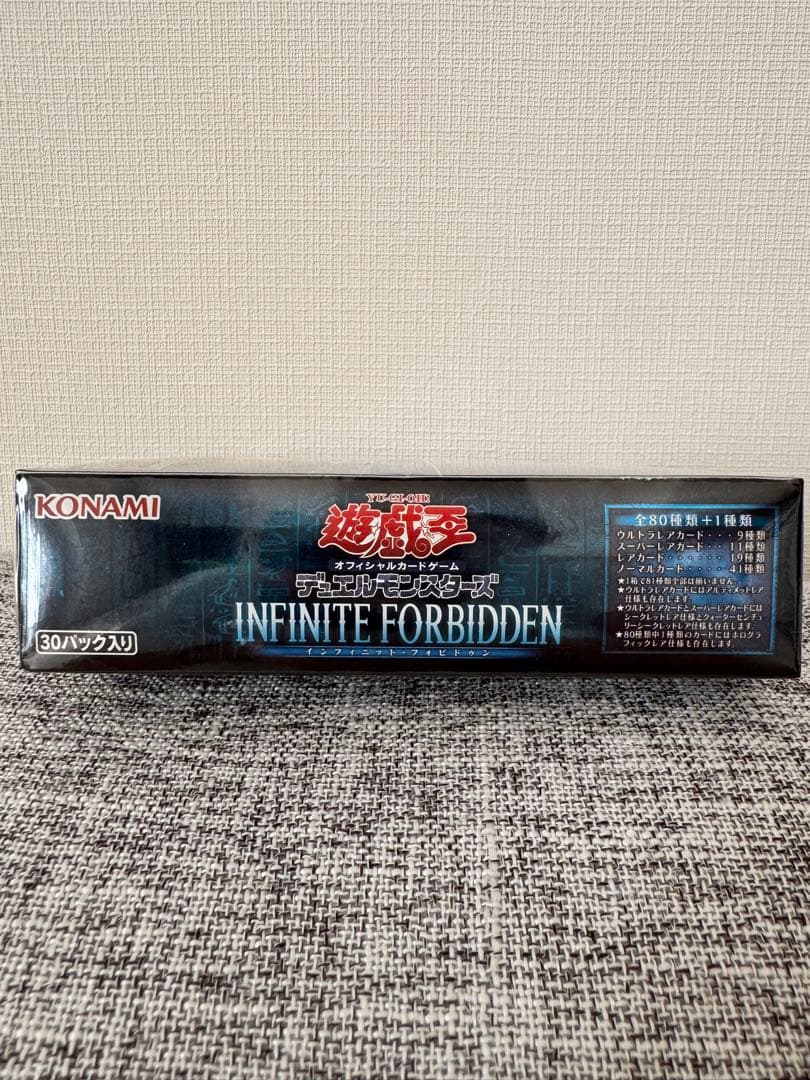 KONAMI
YU-GI-OH!
遊戯王
オフィシャルカードゲーム
デュエルモンスターズ
INFINITE FORBIDDEN
インフィニット・フォビドゥン
30パック入り
全80種類+1種類
ウルトラレアカード・・・9種類
スーパーレアカード・・11種類
レアカード・・・・・・19種類
ノーマルカード・・・・41種類
★1箱で81種類全部は揃いません。
★ウルトラレアカードにはアルティメットレア
仕様も存在します。
★ウルトラレアカードとスーパーレアカードには
シークレットレア仕様とクォーターセンチュ
リーシークレットレア仕様も存在します。
★80種類中1種類のカードにはホログラ
フィックレア仕様も存在します。